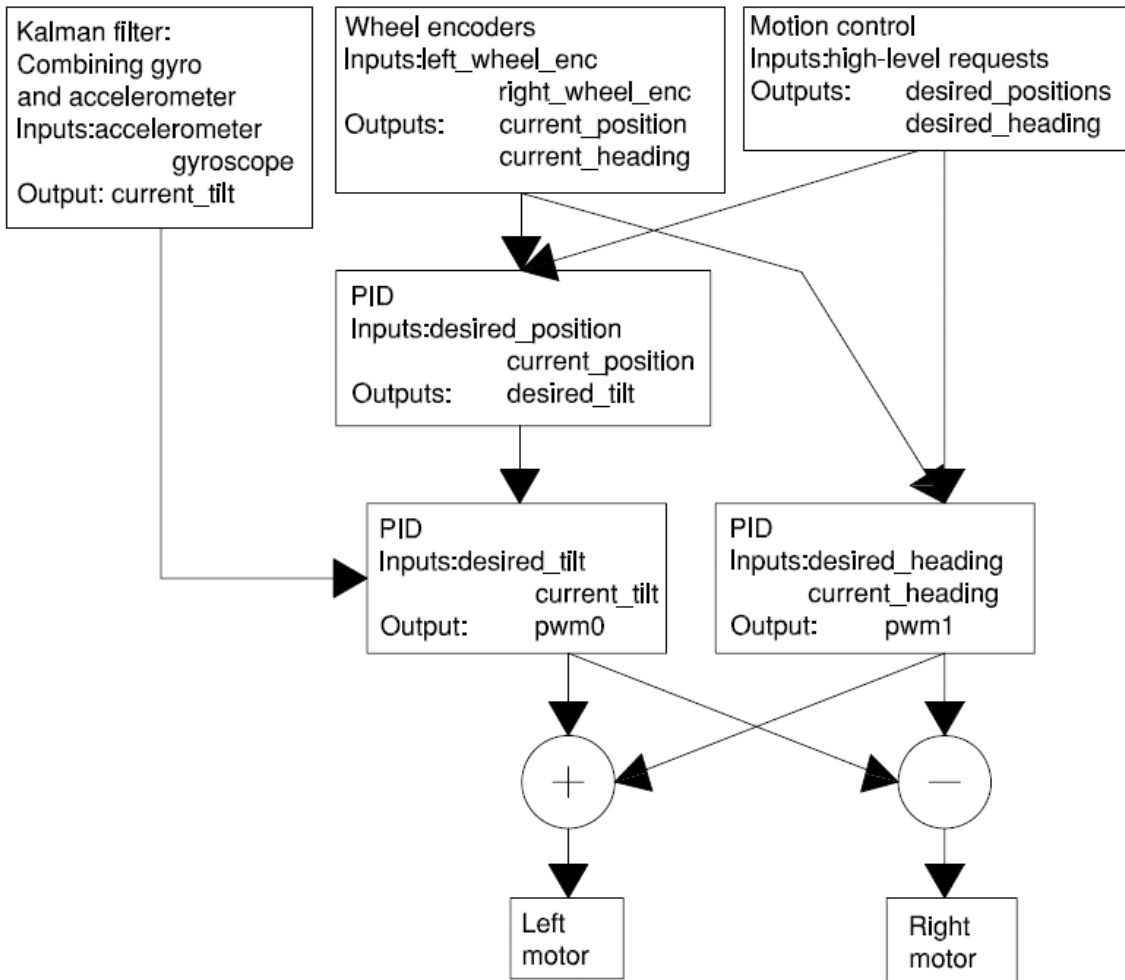 Kalman filter:
Combining gyro
and accelerometer
Inputs:accelerometer
gyroscope
Output: current_tilt
Wheel encoders
Inputs:left_wheel_enc
right_wheel_enc
Outputs: current_position
current_heading
Motion control
Inputs:high-level requests
Outputs: desired_positions
desired_heading
PID
Inputs:desired_position
current_position
Outputs: desired_tilt
PID
Inputs:desired_tilt
current_tilt
Output: pwm0
PID
Inputs:desired_heading
current_heading
Output: pwm1
+
−
Left
motor
Right
motor